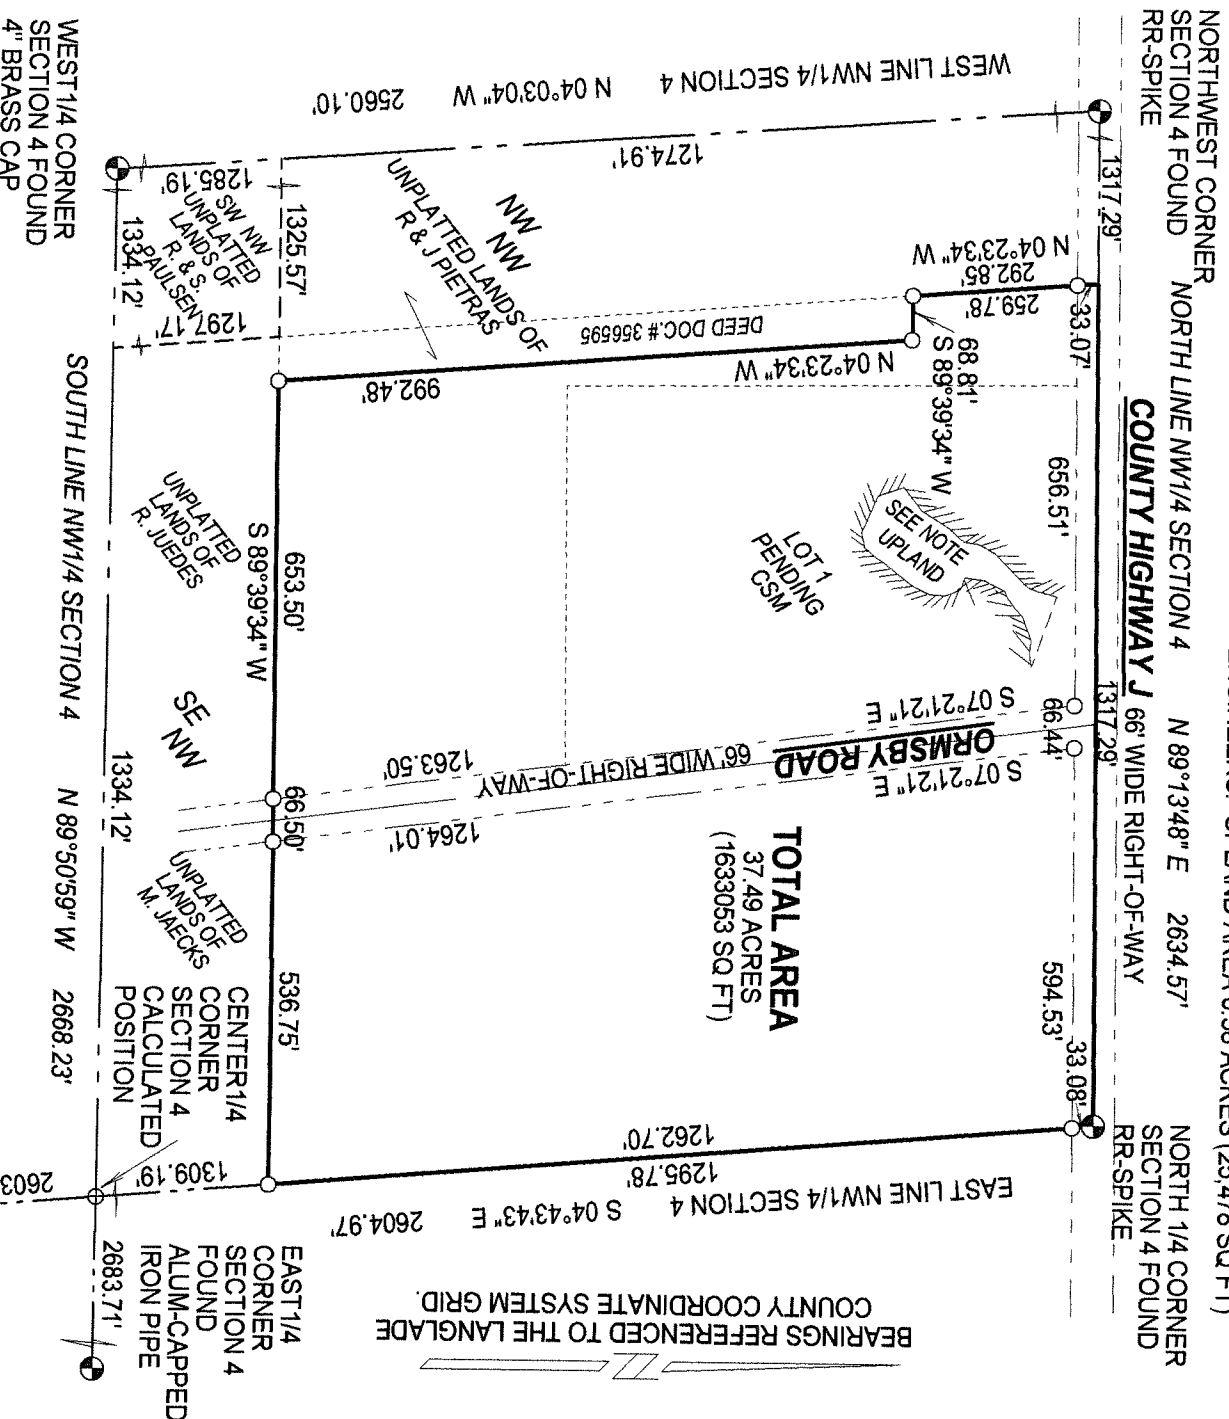 UPLAND AREA 0.58 ACRES (25,478 SQ FT)
NORTHWEST CORNER
SECTION 4 FOUND
RR-SPIKE
NORTH LINE NW1/4 SECTION 4 N 89°13'48" E 2634.57'
NORTH 1/4 CORNER
SECTION 4 FOUND
RR-SPIKE
COUNTY HIGHWAY J 66' WIDE RIGHT-OF-WAY
1317.29'
1317.29'
33.07'
656.51'
66.44'
594.53'
33.08'
WEST LINE NW1/4 SECTION 4 N 04°03'04" W 2560.10'
1274.91'
1285.19'
N 04°23'34" W
292.85'
259.78'
68.81'
S 89°39'34" W
N 04°23'34" W
992.48'
DEED DOC.# 356595
NW
NW
UNPLATTED LANDS OF
R & J PIETRAS
SEE NOTE
UPLAND
LOT 1
PENDING
CSM
S 07°21'21" E
1263.50'
ORMSBY ROAD 66' WIDE RIGHT-OF-WAY
S 07°21'21" E
1264.01'
TOTAL AREA
37.49 ACRES
(1633053 SQ FT)
1262.70'
1295.78'
EAST LINE NW1/4 SECTION 4 S 04°43'43" E 2604.97'
BEARINGS REFERENCED TO THE LANGLADE
COUNTY COORDINATE SYSTEM GRID.
N
1325.57'
653.50'
S 89°39'34" W
66.50'
536.75'
SW NW
UNPLATTED
LANDS OF
R. & S.
PAULSEN
1297.17'
1334.12'
UNPLATTED
LANDS OF
R. JUEDES
SE
NW
UNPLATTED
LANDS OF
M. JAECKS
1334.12'
CENTER1/4
CORNER
SECTION 4
CALCULATED
POSITION
1309.19'
2603
2683.71'
EAST1/4
CORNER
SECTION 4
FOUND
ALUM-CAPPED
IRON PIPE
WEST1/4 CORNER
SECTION 4 FOUND
4" BRASS CAP
SOUTH LINE NW1/4 SECTION 4 N 89°50'59" W 2668.23'